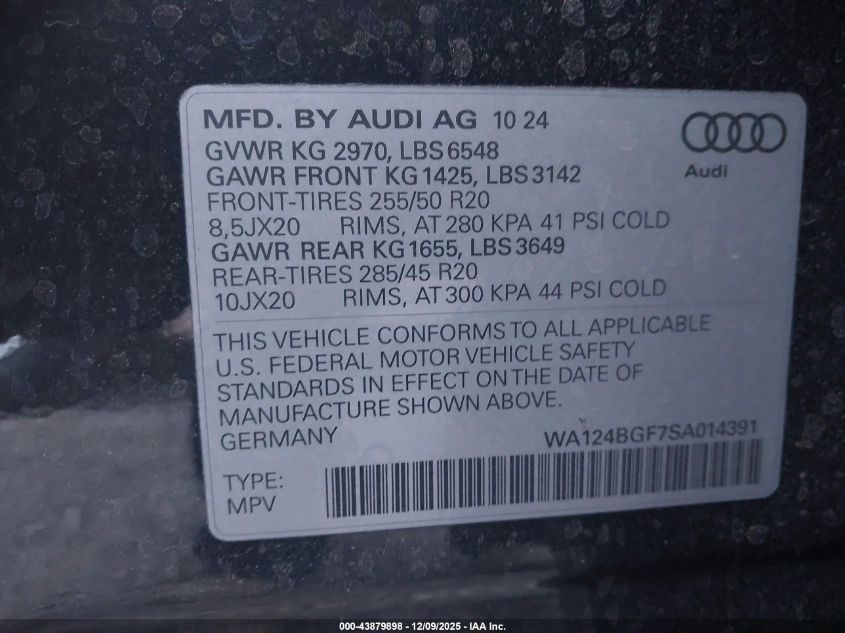 MFD. BY AUDI AG 10 24
GVWR KG 2970, LBS 6548
GAWR FRONT KG 1425, LBS 3142
FRONT-TIRES 255/50 R20
8,5JX20 RIMS, AT 280 KPA 41 PSI COLD
GAWR REAR KG 1655, LBS 3649
REAR-TIRES 285/45 R20
10JX20 RIMS, AT 300 KPA 44 PSI COLD
Audi
THIS VEHICLE CONFORMS TO ALL APPLICABLE
U.S. FEDERAL MOTOR VEHICLE SAFETY
STANDARDS IN EFFECT ON THE DATE OF
MANUFACTURE SHOWN ABOVE.
GERMANY
WA124BGF7SA014391
TYPE:
MPV
000-43879898 - 12/09/2025 - IAA Inc.